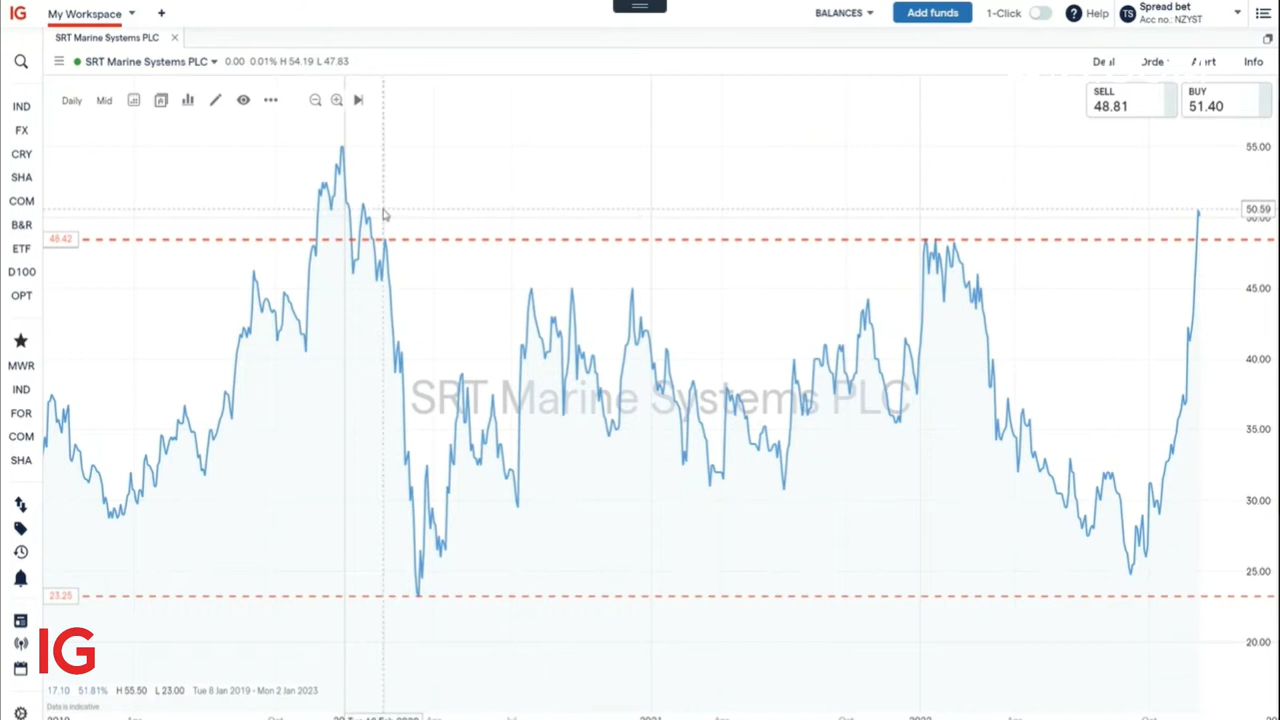 IG My Workspace + BALANCES Add funds 1-Click ? Help TS Spread bet
Acc no.: NZYST
SRT Marine Systems PLC ×
SRT Marine Systems PLC 0.00 0.01% H 54.19 L 47.83 Info
Daily Mid
SELL BUY
48.81 51.40
IND
FX
CRY
SHA
COM
B&R
ETF
D100
OPT
MWR
IND
FOR
COM
SHA
55.00
50.59
50.00
48.42
45.00
40.00
SRT Marine Systems PLC
35.00
30.00
25.00
23.25
20.00
IG
17.10 51.81% H 55.50 L 23.00 Tue 8 Jan 2019 - Mon 2 Jan 2023
Data is indicative
2019 Oct 2021 2022